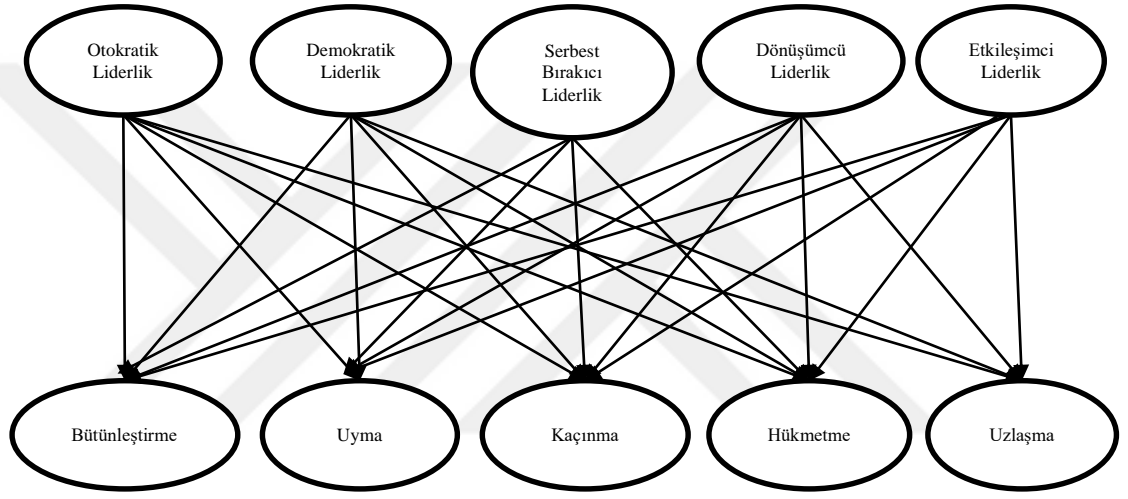 Otokratik
Liderlik
Demokratik
Liderlik
Serbest
Bırakıcı
Liderlik
Dönüşümcü
Liderlik
Etkileşimci
Liderlik
Bütünleştirme
Uyma
Kaçınma
Hükmetme
Uzlaşma